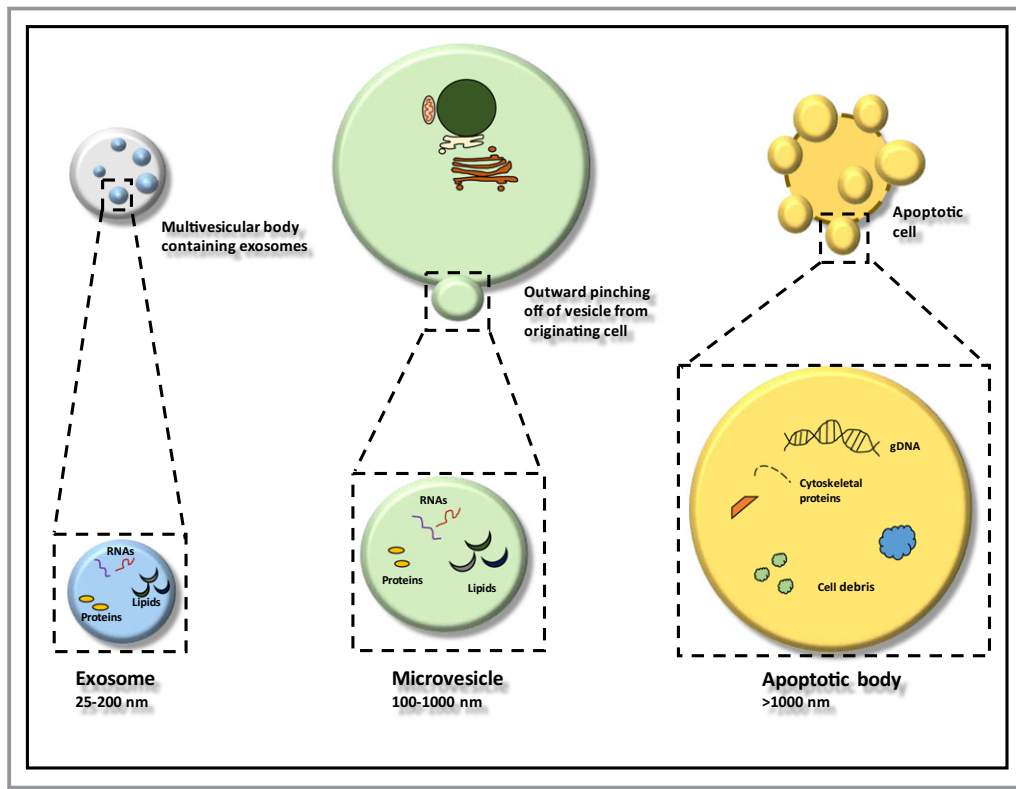 Multivesicular body
containing exosomes
Outward pinching
off of vesicle from
originating cell
Apoptotic
cell
RNAs
Lipids
Proteins
RNAs
Proteins
Lipids
gDNA
Cytoskeletal
proteins
Cell debris
Exosome
25-200 nm
Microvesicle
100-1000 nm
Apoptotic body
>1000 nm